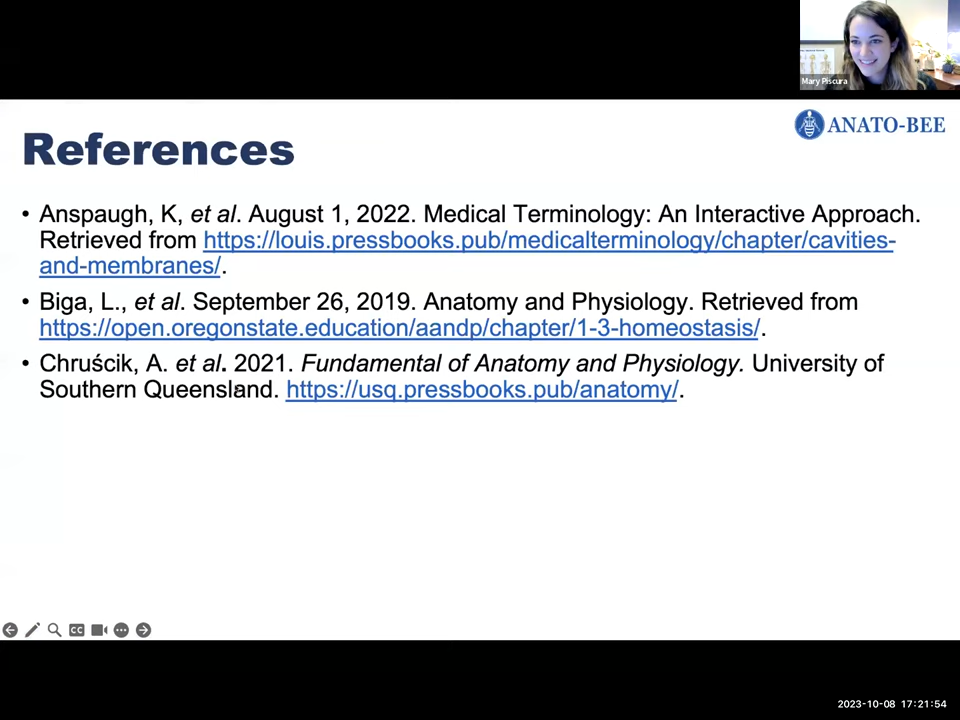 Mary Piscura
ANATO-BEE
References
• Anspaugh, K, et al. August 1, 2022. Medical Terminology: An Interactive Approach.
Retrieved from https://louis.pressbooks.pub/medicalterminology/chapter/cavities-
and-membranes/.
• Biga, L., et al. September 26, 2019. Anatomy and Physiology. Retrieved from
https://open.oregonstate.education/aandp/chapter/1-3-homeostasis/.
• Chruścik, A. et al. 2021. Fundamental of Anatomy and Physiology. University of
Southern Queensland. https://usq.pressbooks.pub/anatomy/.
CC
2023-10-08 17:21:54